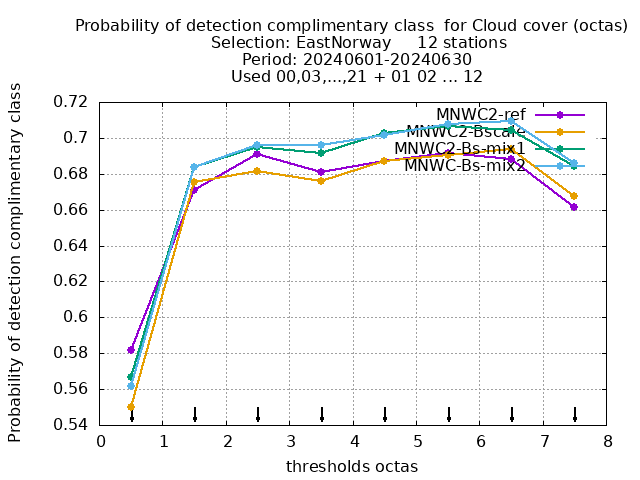 Probability of detection complimentary class  for Cloud cover (octas)
Selection: EastNorway     12 stations
Period: 20240601-20240630
Used 00,03,...,21 + 01 02 ... 12
Probability of detection complimentary class
0.72
0.7
0.68
0.66
0.64
0.62
0.6
0.58
0.56
0.54
MNWC2-ref
MNWC2-Bscale
MNWC2-Bs-mix1
MNWC-Bs-mix2
0 1 2 3 4 5 6 7 8
thresholds octas